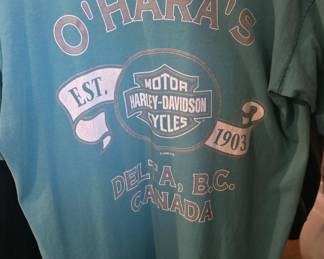 O'HARA'S
EST.
MOTOR
HARLEY-DAVIDSON
CYCLES
1903
DELTA, B.C.
CANADA